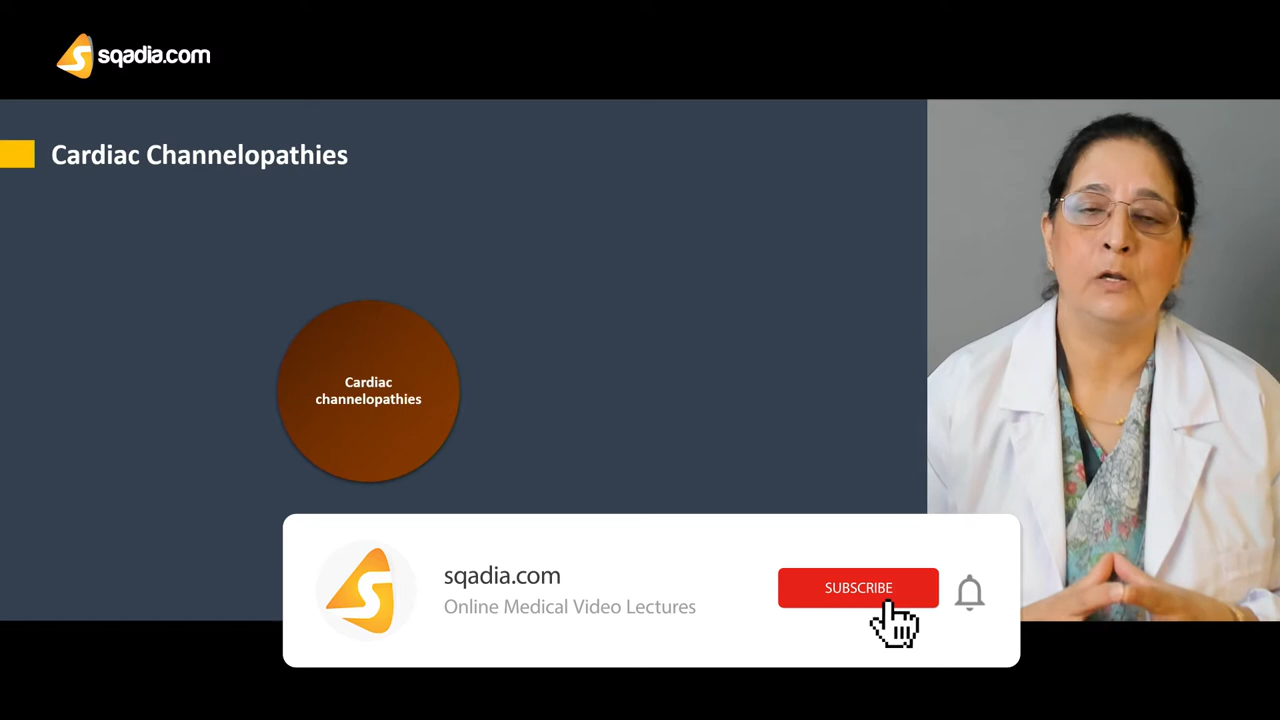 sqadia.com
Cardiac Channelopathies
Cardiac
channelopathies
sqadia.com
Online Medical Video Lectures
SUBSCRIBE